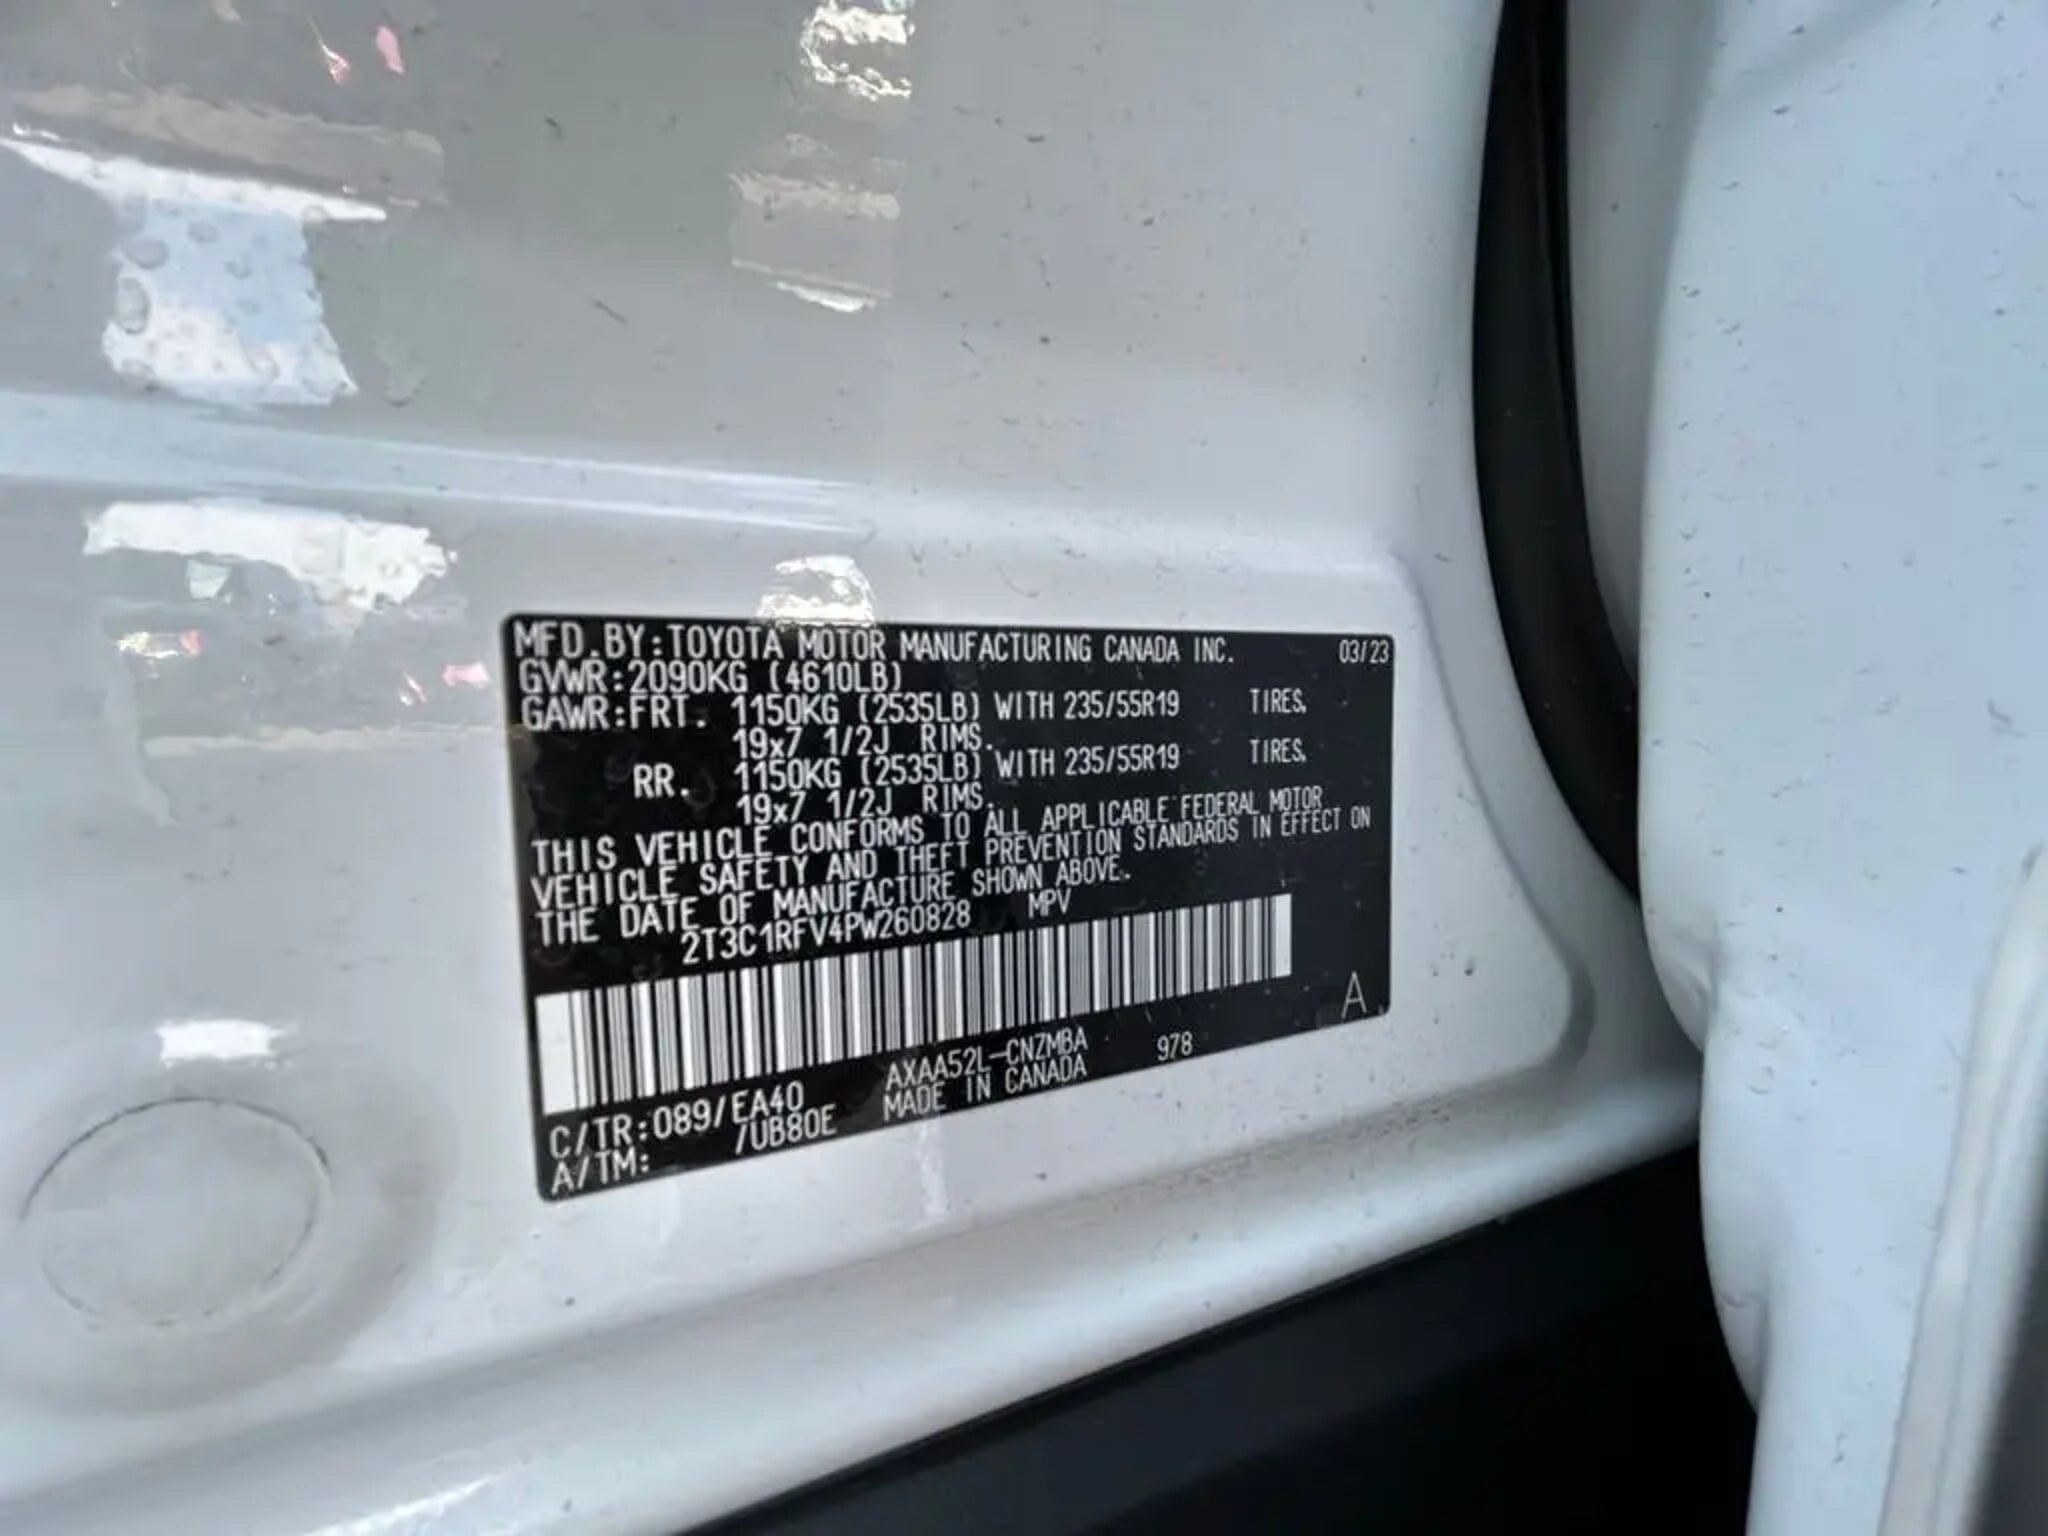 MFD.BY:TOYOTA MOTOR MANUFACTURING CANADA INC. 03/23
GVWR:2090KG (4610LB)
GAWR:FRT. 1150KG (2535LB) WITH 235/55R19 TIRES.
19x7 1/2J RIMS.
RR. 1150KG (2535LB) WITH 235/55R19 TIRES.
19x7 1/2J RIMS.
THIS VEHICLE CONFORMS TO ALL APPLICABLE FEDERAL MOTOR
VEHICLE SAFETY AND THEFT PREVENTION STANDARDS IN EFFECT ON
THE DATE OF MANUFACTURE SHOWN ABOVE.
2T3C1RFV4PW260828 MPV
A
C/TR:089/EA40 AXAA52L-CNZMBA 978
A/TM: /UB80E MADE IN CANADA